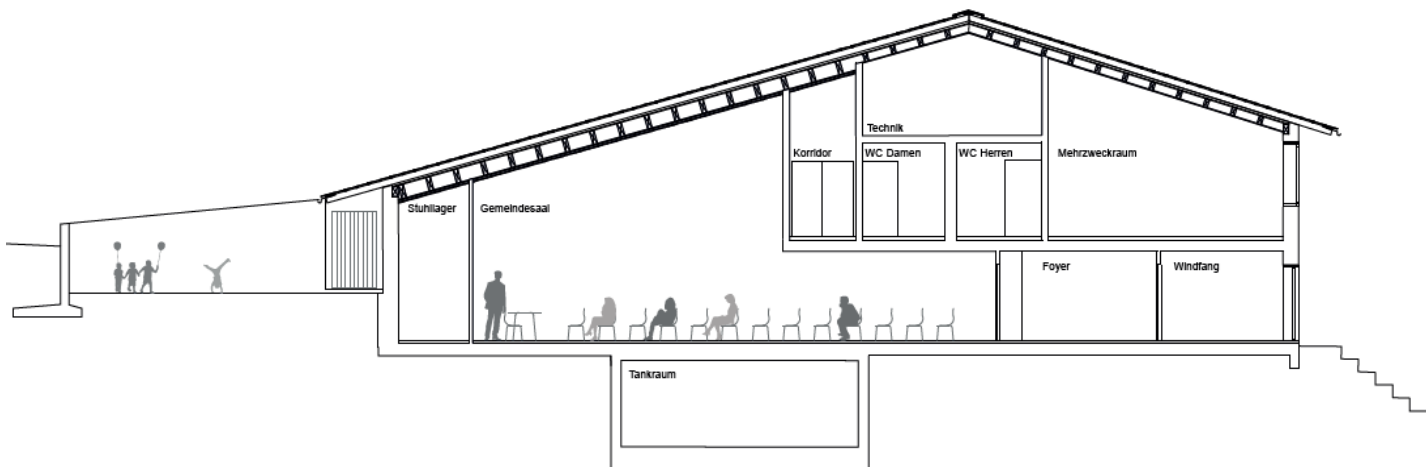 Technik
Korridor
WC Damen
WC Herren
Mehrzweckraum
Stuhllager
Gemeindesaal
Foyer
Windfang
Tankraum